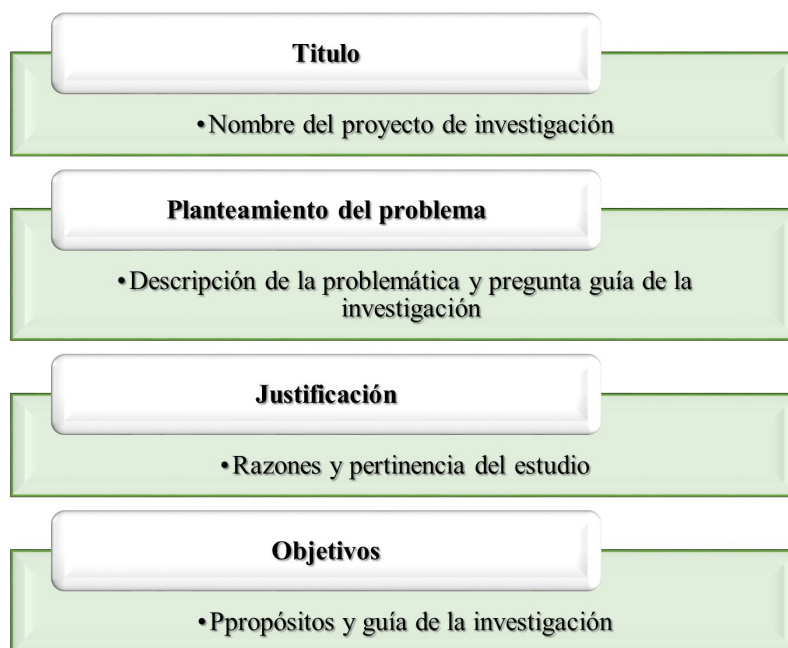 Titulo
•Nombre del proyecto de investigación
Planteamiento del problema
•Descripción de la problemática y pregunta guía de la
investigación
Justificación
•Razones y pertinencia del estudio
Objetivos
•Ppropósitos y guía de la investigación